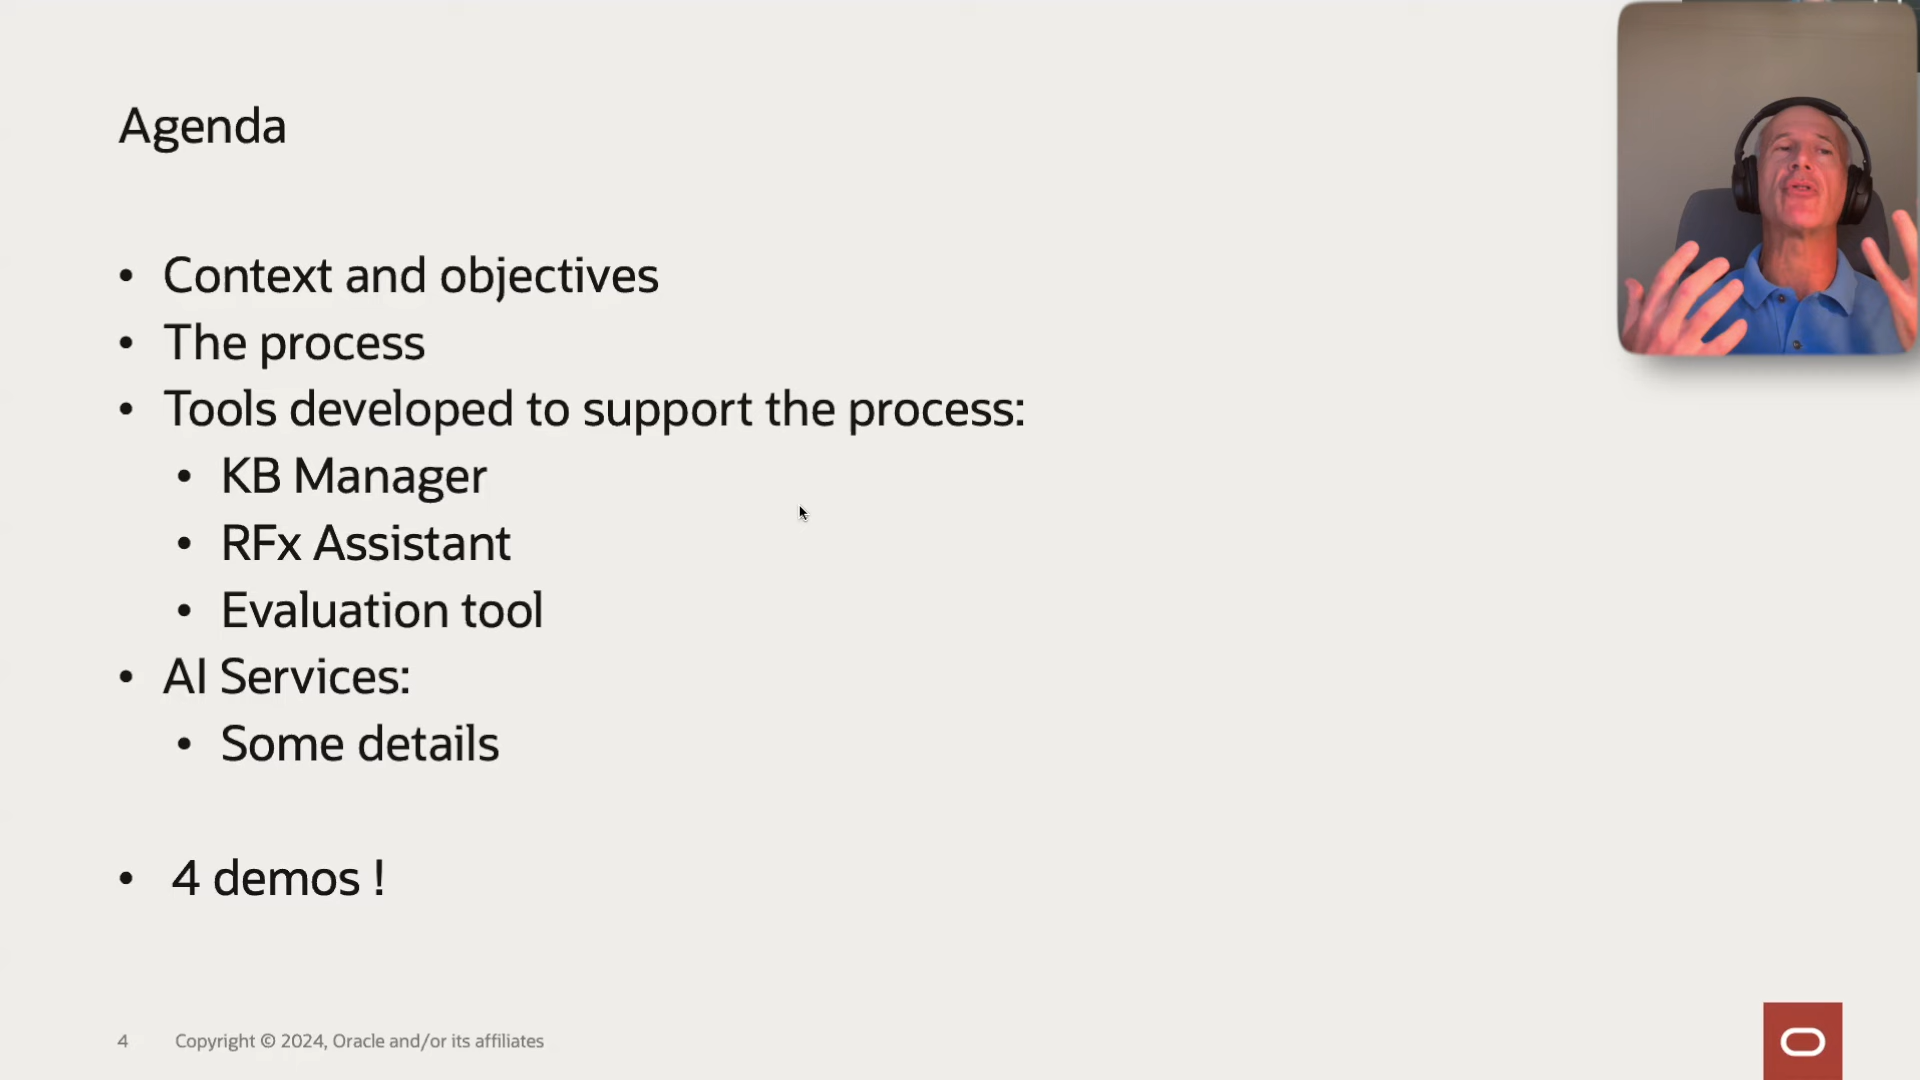 Agenda
• Context and objectives
• The process
• Tools developed to support the process:
• KB Manager
• RFx Assistant
• Evaluation tool
• AI Services:
• Some details
• 4 demos !
4 Copyright © 2024, Oracle and/or its affiliates